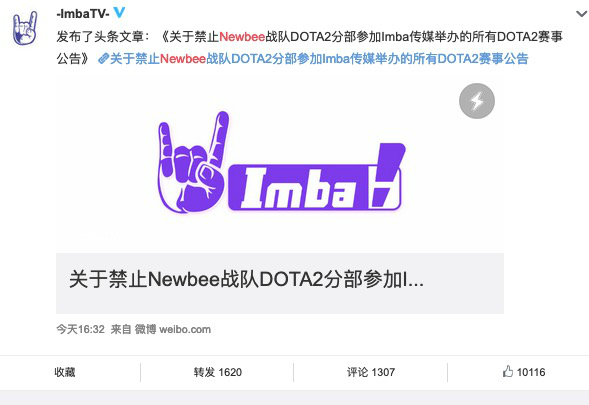 -ImbaTV-
发布了头条文章：《关于禁止Newbee战队DOTA2分部参加Imba传媒举办的所有DOTA2赛事
公告》 关于禁止Newbee战队DOTA2分部参加Imba传媒举办的所有DOTA2赛事公告
Imba
关于禁止Newbee战队DOTA2分部参加I...
今天16:32 来自 微博 weibo.com
收藏 转发 1620 评论 1307 10116